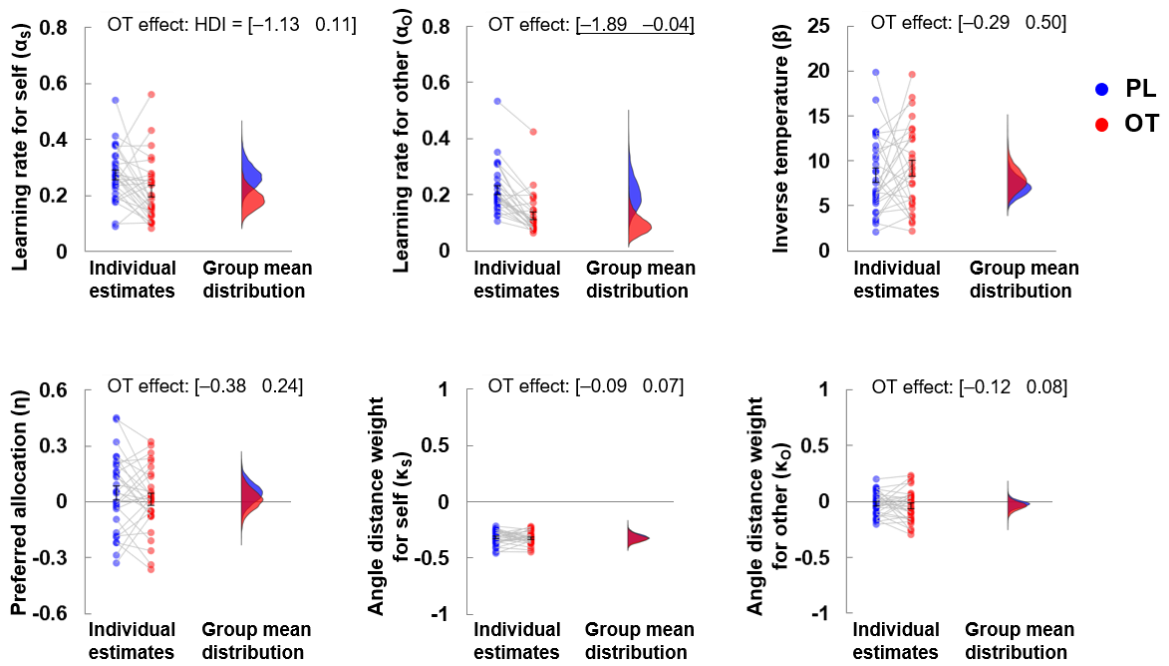 OT effect: HDI = [−1.13 0.11]
Learning rate for self (αS)
0.8
0.6
0.4
0.2
0
Individual estimates
Group mean distribution
OT effect: [−1.89 −0.04]
Learning rate for other (αO)
0.8
0.6
0.4
0.2
0
Individual estimates
Group mean distribution
OT effect: [−0.29 0.50]
Inverse temperature (β)
25
20
15
10
5
0
Individual estimates
Group mean distribution
PL
OT
OT effect: [−0.38 0.24]
Preferred allocation (η)
0.6
0.3
0
-0.3
-0.6
Individual estimates
Group mean distribution
OT effect: [−0.09 0.07]
Angle distance weight for self (κS)
1
0.5
0
-0.5
-1
Individual estimates
Group mean distribution
OT effect: [−0.12 0.08]
Angle distance weight for other (κO)
1
0.5
0
-0.5
-1
Individual estimates
Group mean distribution